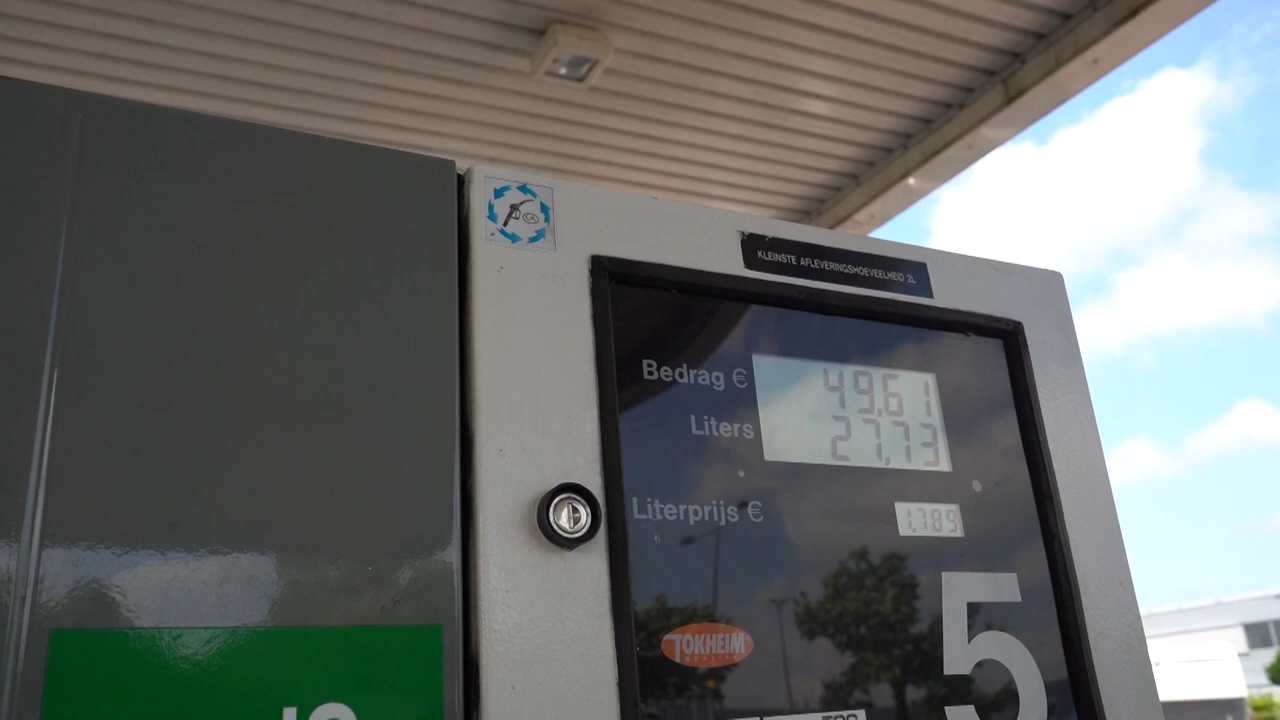 KLEINSTE AFLEVERINGSHOEVEELHEID 2L
Bedrag € 49,61
Liters 27,73
Literprijs € 1,789
TOKHEIM
5